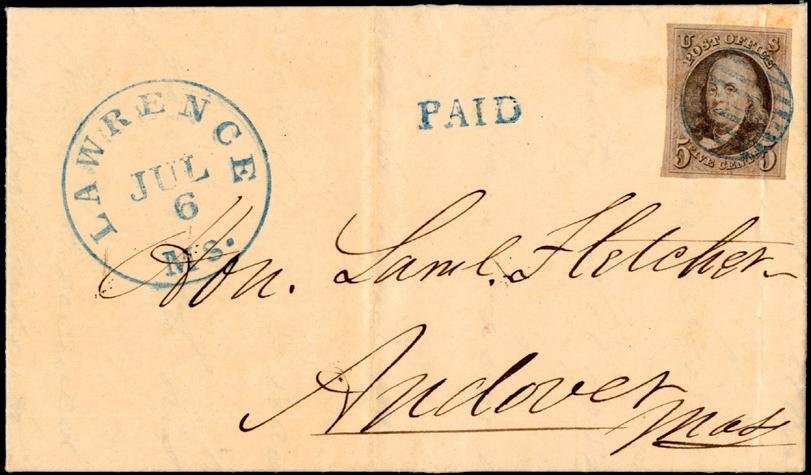 LAWRENCE
JUL
6
Ms.
PAID
U S
POST OFFICE
5 FIVE CENTS 5
Hon. Saml. Fletcher
Andover
Mass